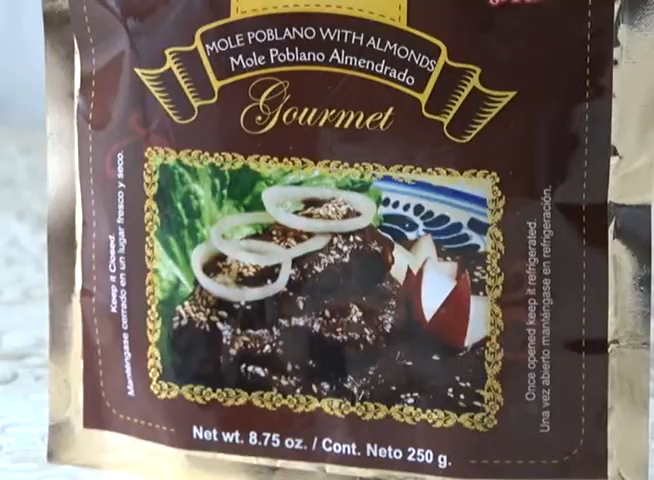 MOLE POBLANO WITH ALMONDS
Mole Poblano Almendrado
Gourmet
Keep it Closed.
Manténgase cerrado en un lugar fresco y seco.
Once opened keep it refrigerated.
Una vez abierto manténgase en refrigeración.
Net wt. 8.75 oz. / Cont. Neto 250 g.